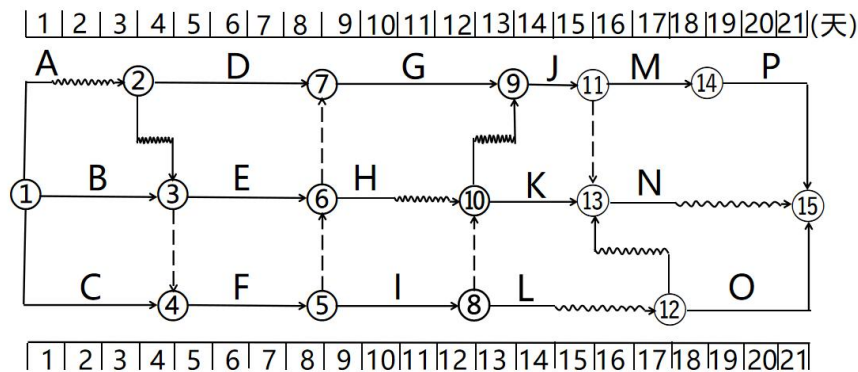 1 2 3 4 5 6 7 8 9 10 11 12 13 14 15 16 17 18 19 20 21 (天)
A D G J M P
② ⑦ ⑨ ⑪ ⑭
B E H K N
① ③ ⑥ ⑩ ⑬ ⑮
C F I L O
④ ⑤ ⑧ ⑫
1 2 3 4 5 6 7 8 9 10 11 12 13 14 15 16 17 18 19 20 21